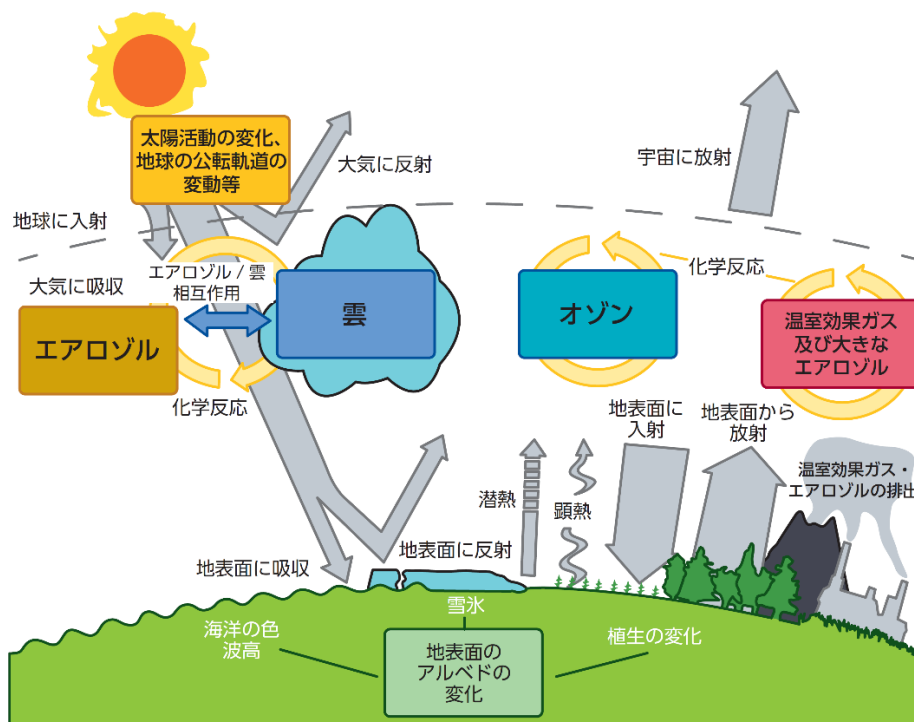 太陽活動の変化、
地球の公転軌道の
変動等
大気に反射
宇宙に放射
地球に入射
大気に吸収
エアロゾル / 雲
相互作用
化学反応
エアロゾル
雲
オゾン
温室効果ガス
及び大きな
エアロゾル
化学反応
地表面に
入射
地表面から
放射
温室効果ガス・
エアロゾルの排出
潜熱
顕熱
地表面に吸収
地表面に反射
雪氷
海洋の色
波高
地表面の
アルベドの
変化
植生の変化